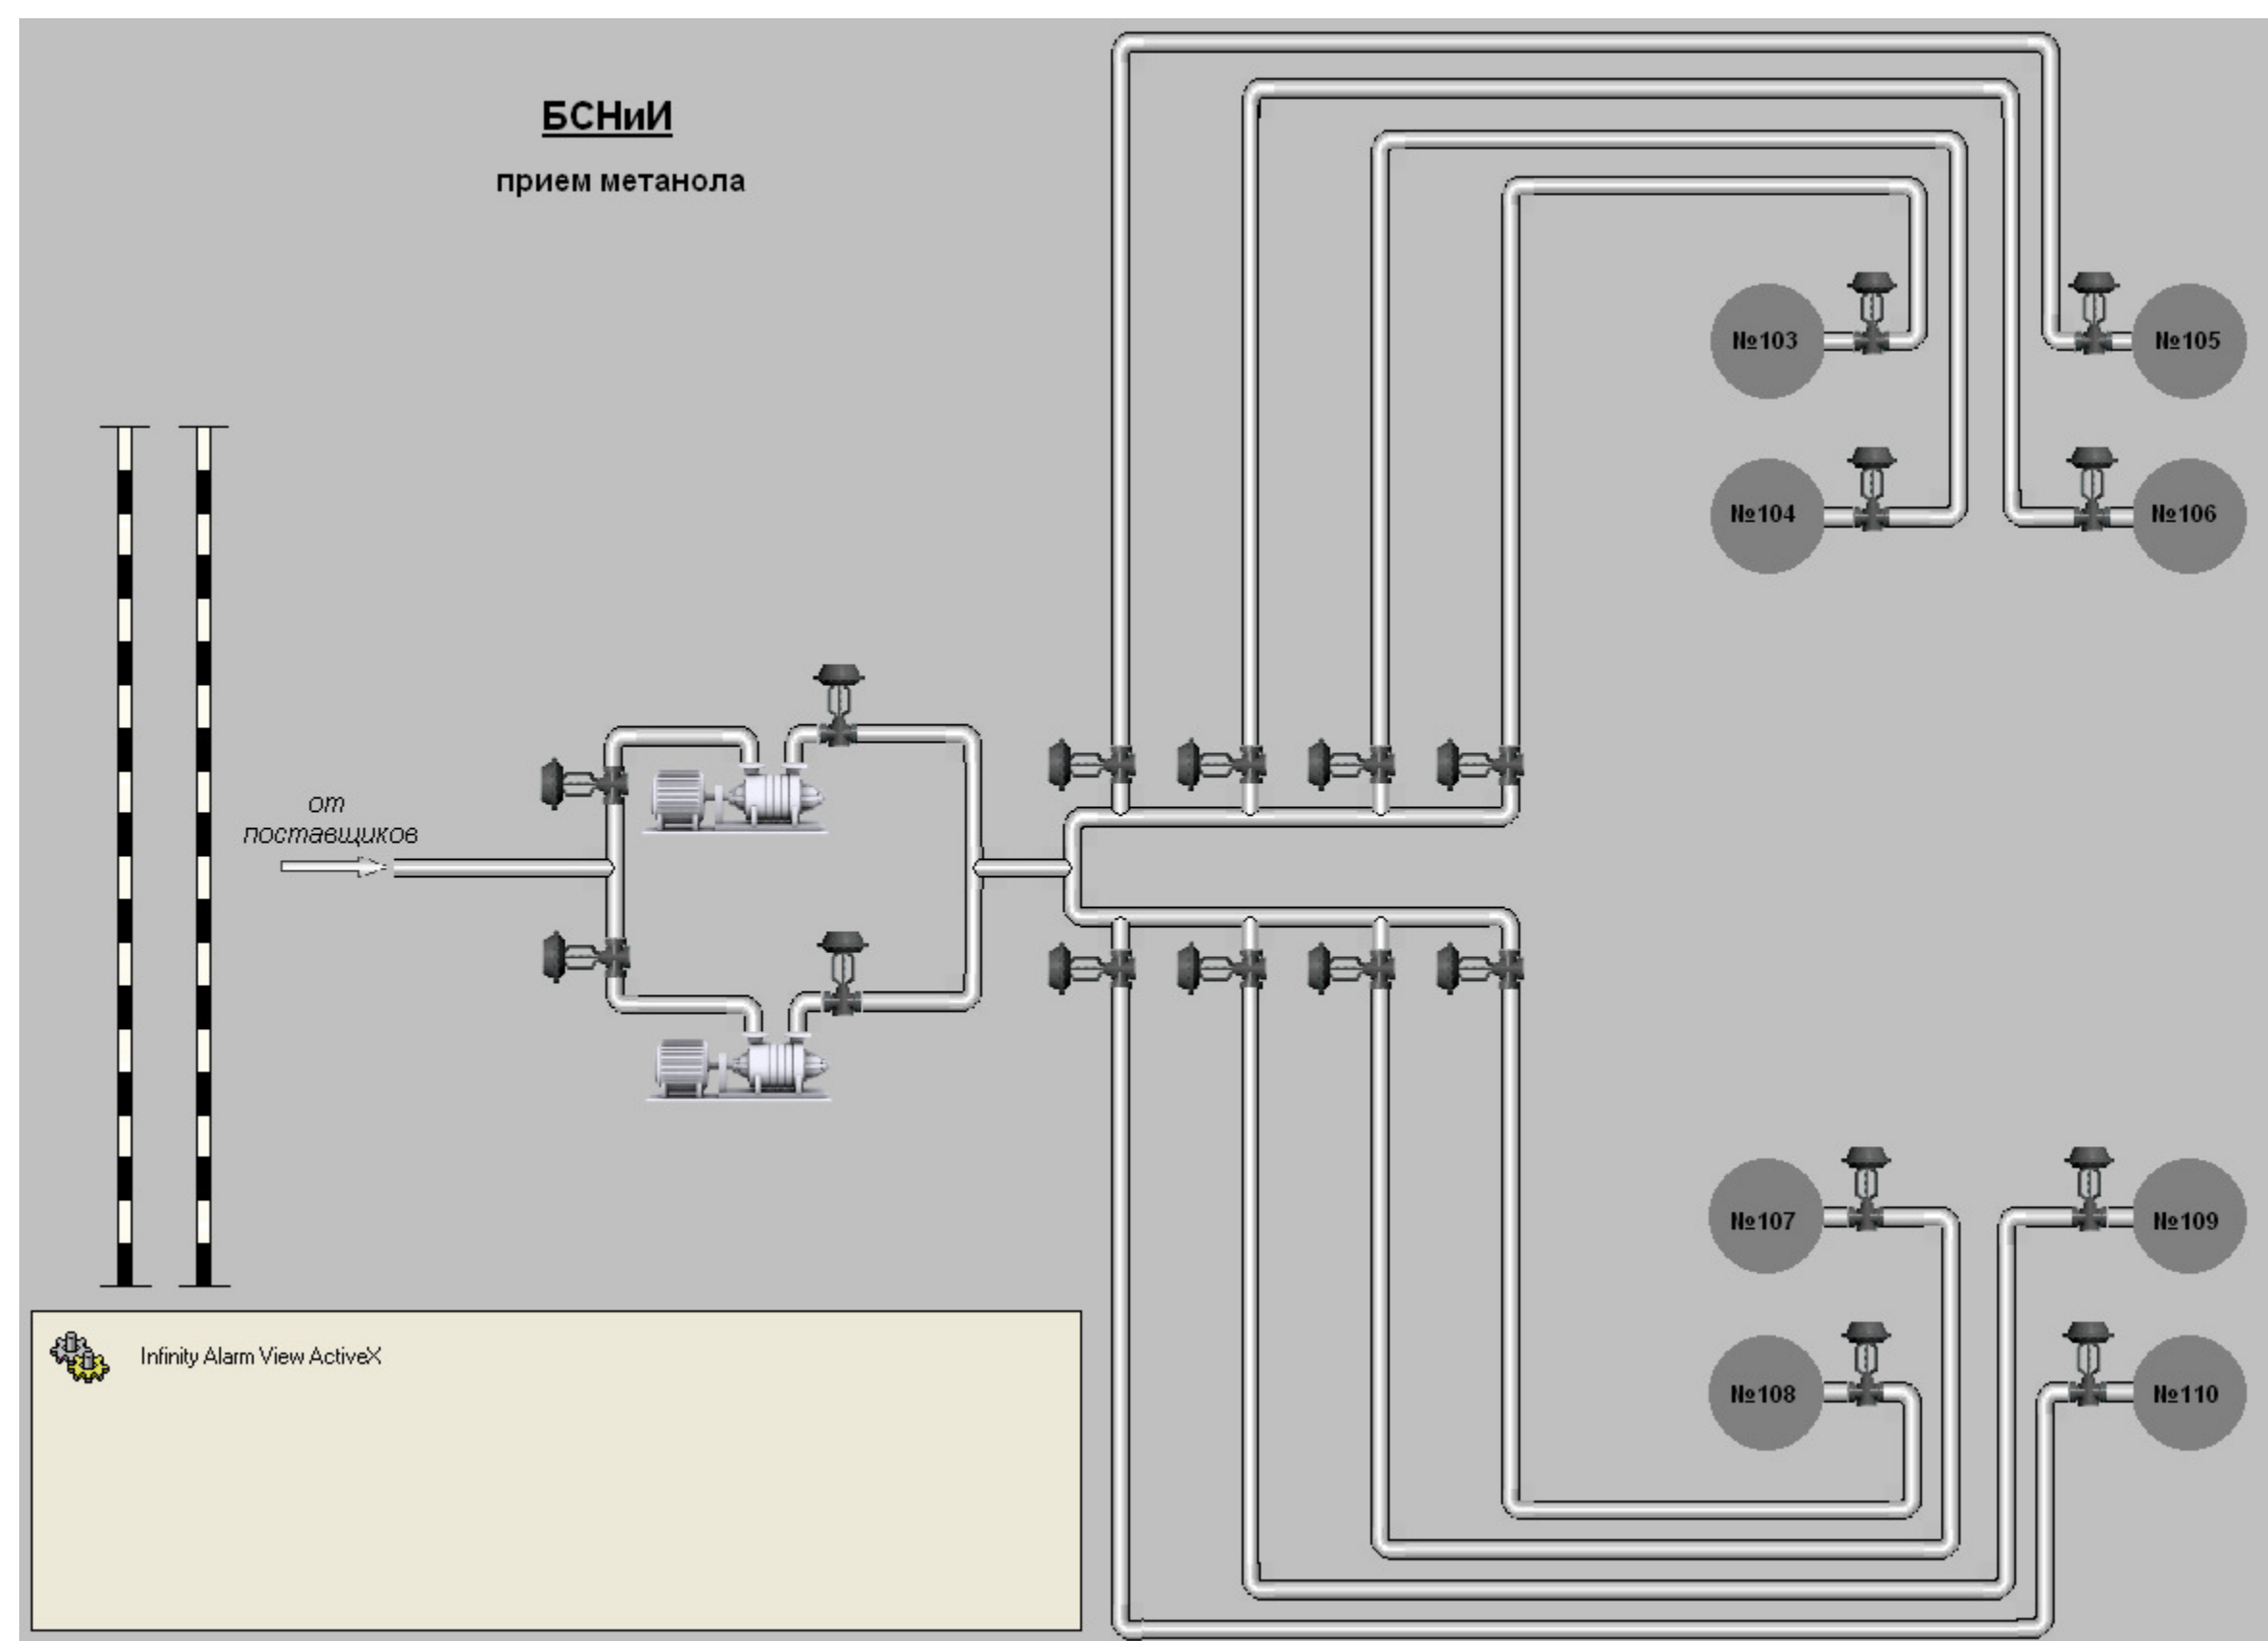 БСНиИ
прием метанола
№103
№105
№104
№106
от
поставщиков
№107
№109
№108
№110
Infinity Alarm View ActiveX